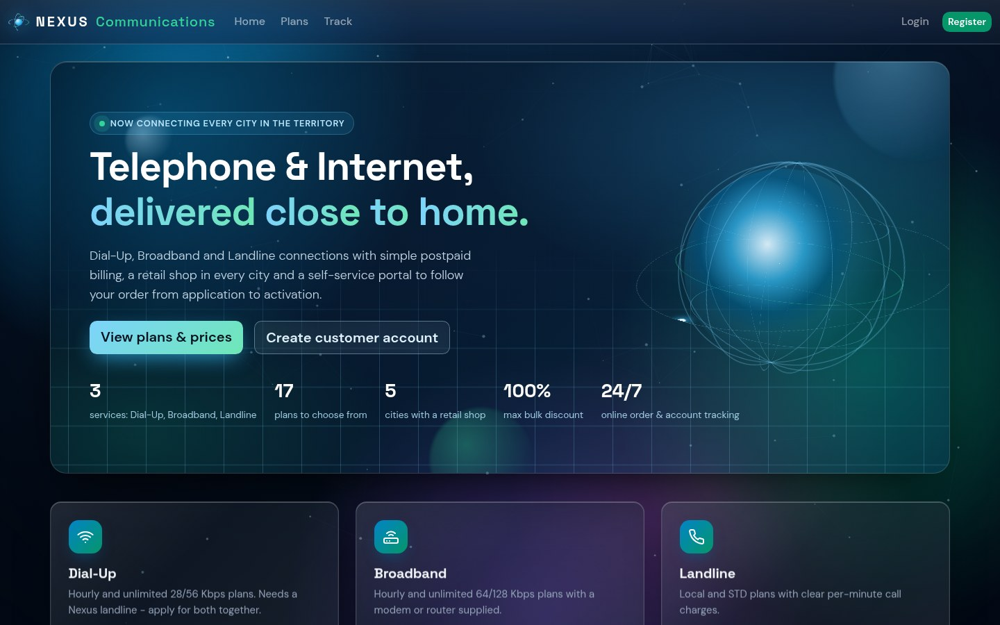 NEXUS Communications
Home
Plans
Track
Login
Register
NOW CONNECTING EVERY CITY IN THE TERRITORY
Telephone & Internet,
delivered close to home.
Dial-Up, Broadband and Landline connections with simple postpaid
billing, a retail shop in every city and a self-service portal to follow
your order from application to activation.
View plans & prices
Create customer account
3
services: Dial-Up, Broadband, Landline
17
plans to choose from
5
cities with a retail shop
100%
max bulk discount
24/7
online order & account tracking
Dial-Up
Hourly and unlimited 28/56 Kbps plans. Needs a
Nexus landline - apply for both together.
Broadband
Hourly and unlimited 64/128 Kbps plans with a
modem or router supplied.
Landline
Local and STD plans with clear per-minute call
charges.